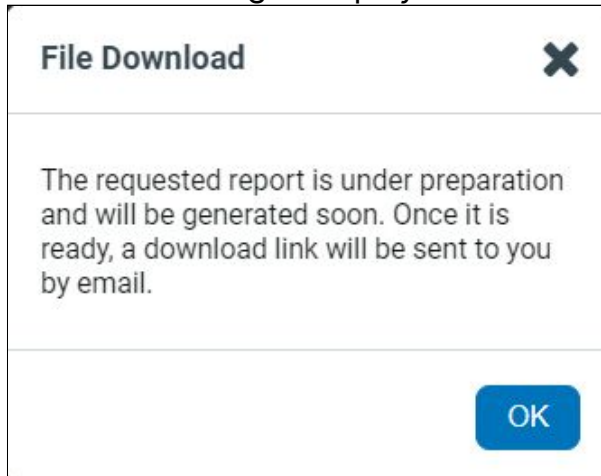 File Download
The requested report is under preparation
and will be generated soon. Once it is
ready, a download link will be sent to you
by email.
OK